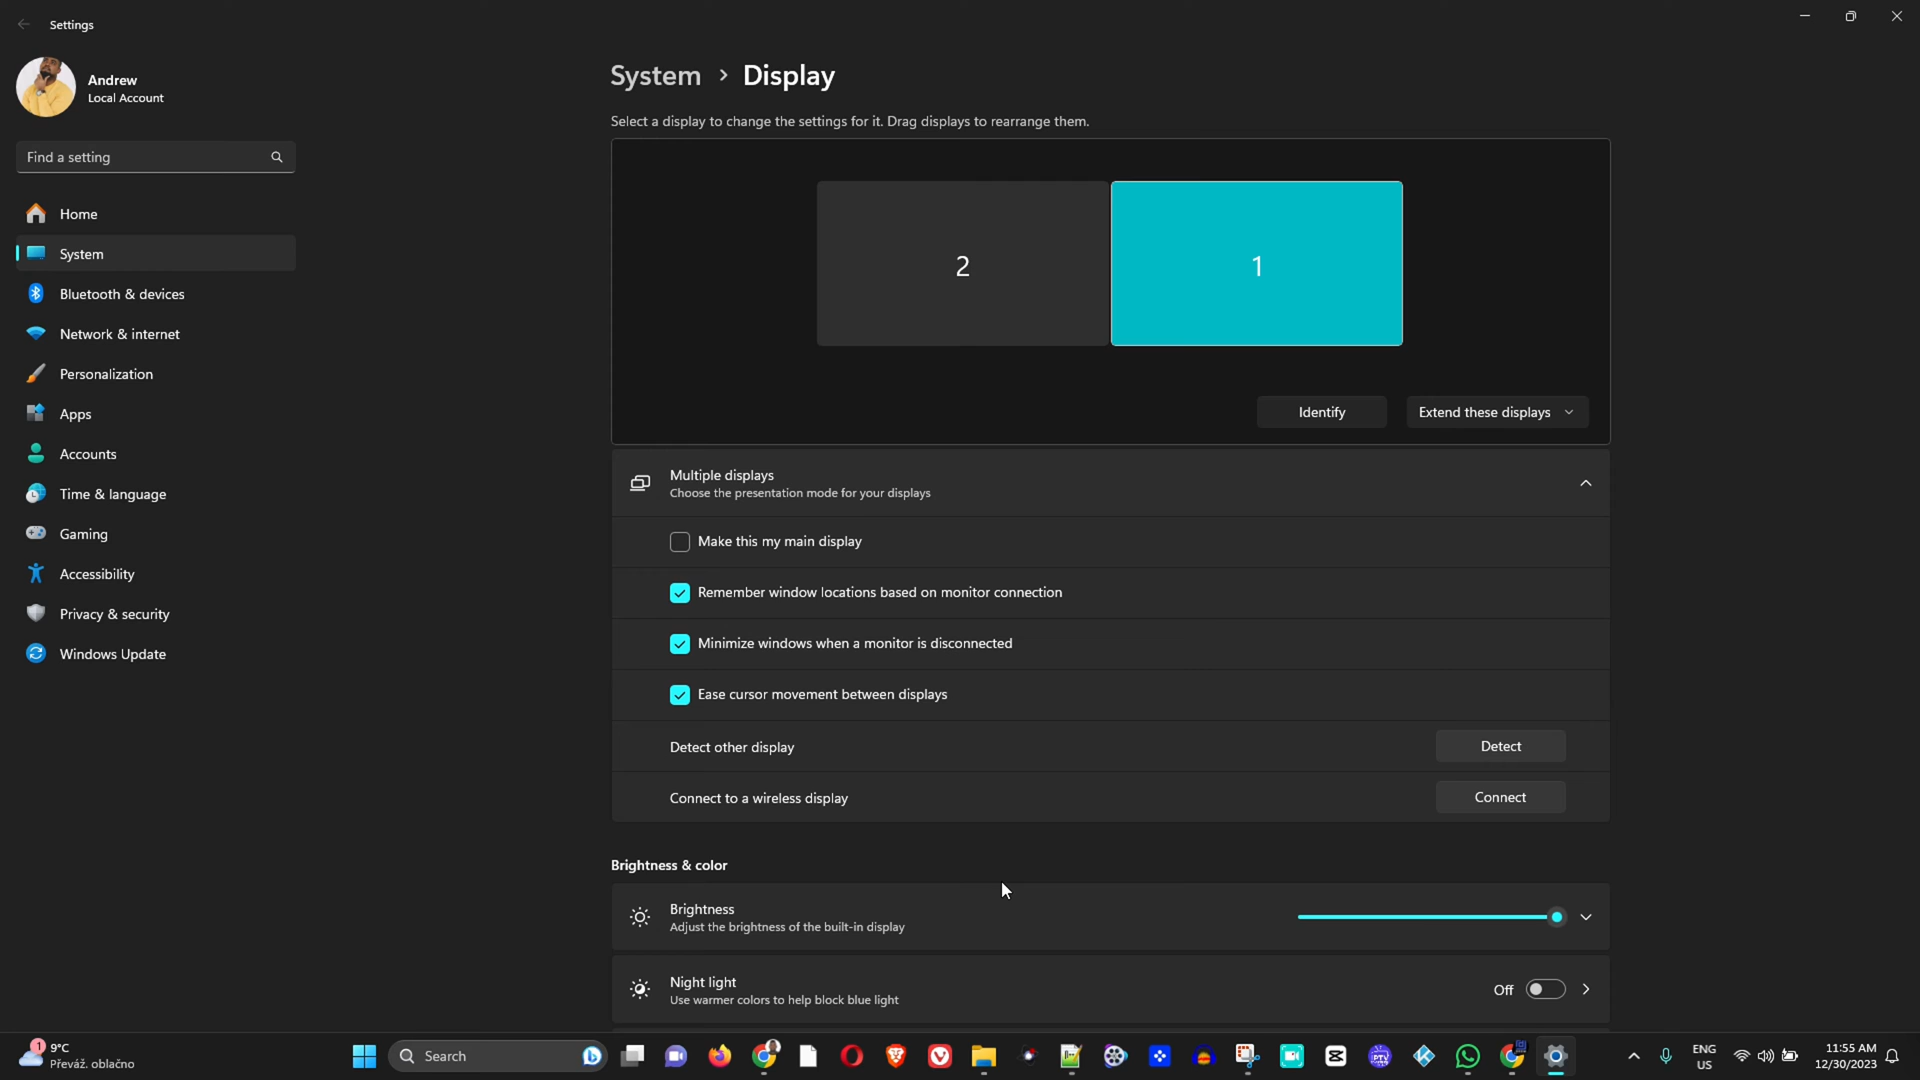 Settings
Andrew
Local Account
Find a setting
Home
System
Bluetooth & devices
Network & internet
Personalization
Apps
Accounts
Time & language
Gaming
Accessibility
Privacy & security
Windows Update
System > Display
Select a display to change the settings for it. Drag displays to rearrange them.
2 1
Identify Extend these displays
Multiple displays
Choose the presentation mode for your displays
Make this my main display
Remember window locations based on monitor connection
Minimize windows when a monitor is disconnected
Ease cursor movement between displays
Detect other display Detect
Connect to a wireless display Connect
Brightness & color
Brightness
Adjust the brightness of the built-in display
Night light
Use warmer colors to help block blue light
Off
1
9°C
Převáž. oblačno
Search
ENG
US
11:55 AM
12/30/2023